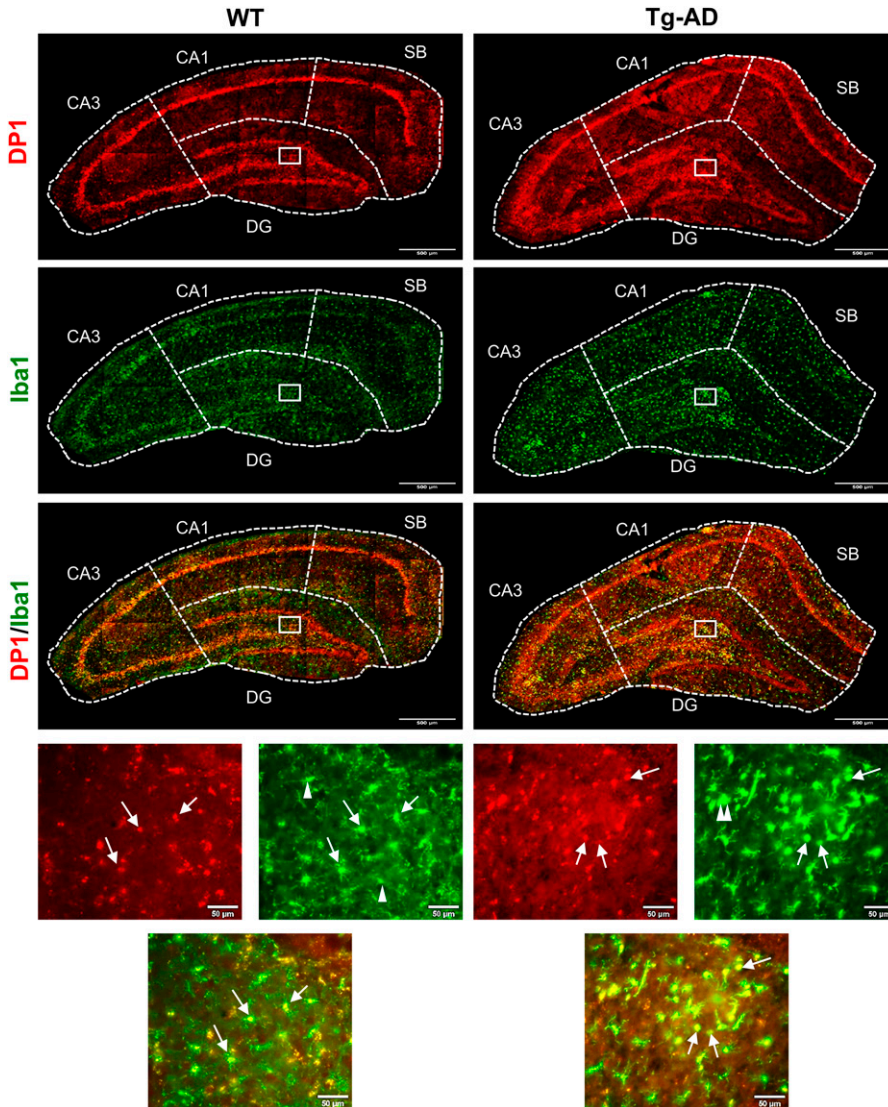 WT
Tg-AD
DP1
CA3
CA1
SB
DG
500 µm
CA3
CA1
SB
DG
500 µm
Iba1
CA3
CA1
SB
DG
500 µm
CA3
CA1
SB
DG
500 µm
DP1/Iba1
CA3
CA1
SB
DG
500 µm
CA3
CA1
SB
DG
500 µm
50 µm
50 µm
50 µm
50 µm
50 µm
50 µm